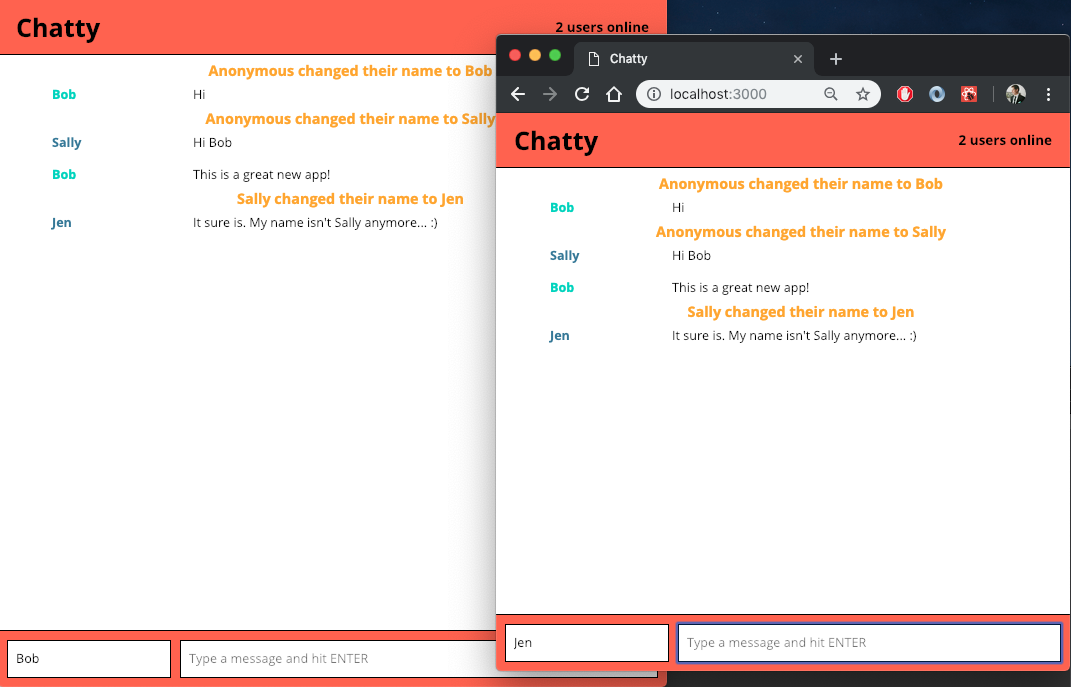 Chatty
2 users online
Anonymous changed their name to Bob
Bob Hi
Anonymous changed their name to Sally
Sally Hi Bob
Bob This is a great new app!
Sally changed their name to Jen
Jen It sure is. My name isn't Sally anymore... :)
Bob Type a message and hit ENTER
Chatty
localhost:3000
Chatty
2 users online
Anonymous changed their name to Bob
Bob Hi
Anonymous changed their name to Sally
Sally Hi Bob
Bob This is a great new app!
Sally changed their name to Jen
Jen It sure is. My name isn't Sally anymore... :)
Jen Type a message and hit ENTER